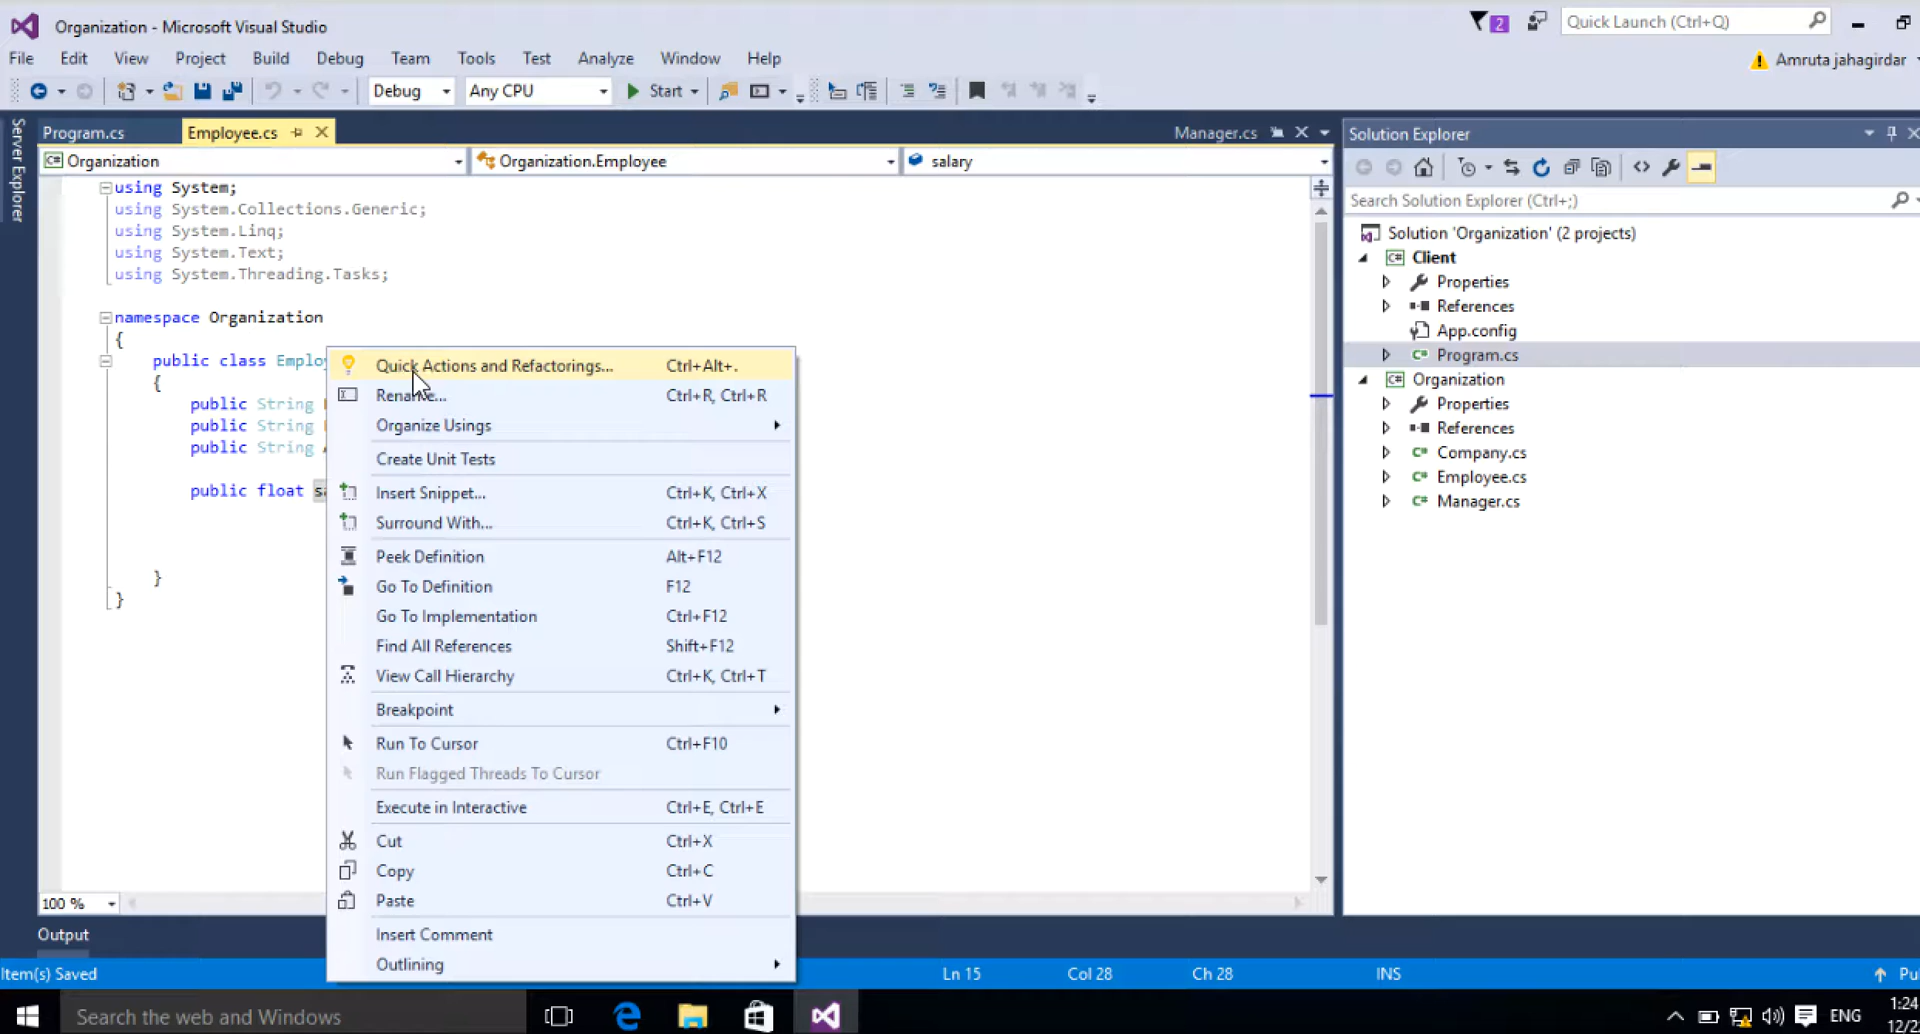 Organization - Microsoft Visual Studio
2
Quick Launch (Ctrl+Q)
File Edit View Project Build Debug Team Tools Test Analyze Window Help
Amruta jahagirdar
Debug Any CPU Start
Server Explorer
Program.cs Employee.cs Manager.cs
Organization Organization.Employee salary
using System;
using System.Collections.Generic;
using System.Linq;
using System.Text;
using System.Threading.Tasks;
namespace Organization
{
public class Emplo
{
public String
public String
public String
public float sa
}
}
Quick Actions and Refactorings... Ctrl+Alt+.
Rename... Ctrl+R, Ctrl+R
Organize Usings
Create Unit Tests
Insert Snippet... Ctrl+K, Ctrl+X
Surround With... Ctrl+K, Ctrl+S
Peek Definition Alt+F12
Go To Definition F12
Go To Implementation Ctrl+F12
Find All References Shift+F12
View Call Hierarchy Ctrl+K, Ctrl+T
Breakpoint
Run To Cursor Ctrl+F10
Run Flagged Threads To Cursor
Execute in Interactive Ctrl+E, Ctrl+E
Cut Ctrl+X
Copy Ctrl+C
Paste Ctrl+V
Insert Comment
Outlining
Solution Explorer
Search Solution Explorer (Ctrl+;)
Solution 'Organization' (2 projects)
C# Client
Properties
References
App.config
C# Program.cs
C# Organization
Properties
References
C# Company.cs
C# Employee.cs
C# Manager.cs
100 %
Output
Item(s) Saved Ln 15 Col 28 Ch 28 INS Pu
Search the web and Windows
ENG
1:24
12/2